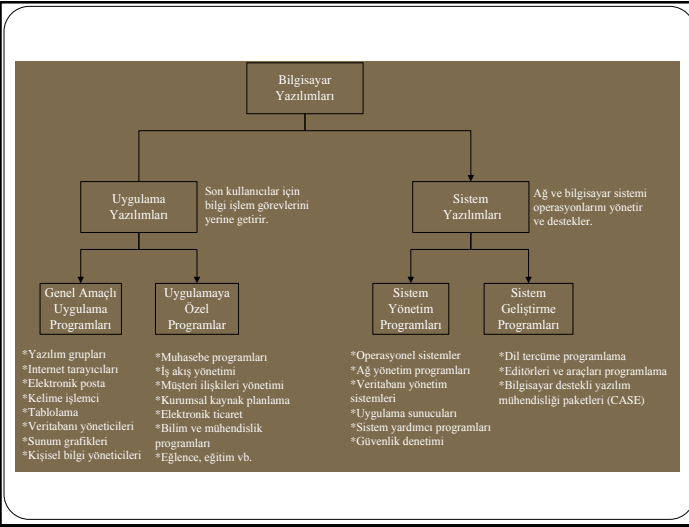 Bilgisayar
Yazılımları
Uygulama
Yazılımları
Son kullanıcılar için
bilgi işlem görevlerini
yerine getirir.
Sistem
Yazılımları
Ağ ve bilgisayar sistemi
operasyonlarını yönetir
ve destekler.
Genel Amaçlı
Uygulama
Programları
Uygulamaya
Özel
Programlar
Sistem
Yönetim
Programları
Sistem
Geliştirme
Programları
*Yazılım grupları
*Internet tarayıcıları
*Elektronik posta
*Kelime işlemci
*Tablolama
*Veritabanı yöneticileri
*Sunum grafikleri
*Kişisel bilgi yöneticileri
*Muhasebe programları
*İş akış yönetimi
*Müşteri ilişkileri yönetimi
*Kurumsal kaynak planlama
*Elektronik ticaret
*Bilim ve mühendislik
programları
*Eğlence, eğitim vb.
*Operasyonel sistemler
*Ağ yönetim programları
*Veritabanı yönetim
sistemleri
*Uygulama sunucuları
*Sistem yardımcı programları
*Güvenlik denetimi
*Dil tercüme programlama
*Editörleri ve araçları programlama
*Bilgisayar destekli yazılım
mühendisliği paketleri (CASE)